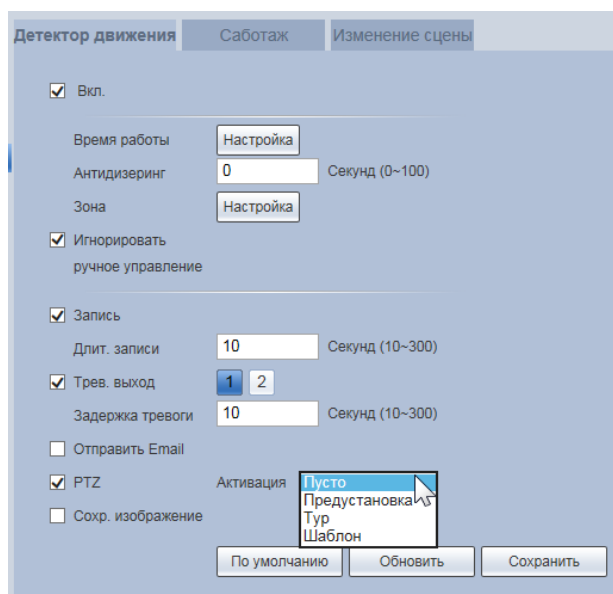 Детектор движения Саботаж Изменение сцены
Вкл.
Время работы Настройка
Антидизеринг 0 Секунд (0~100)
Зона Настройка
Игнорировать
ручное управление
Запись
Длит. записи 10 Секунд (10~300)
Трев. выход 1 2
Задержка тревоги 10 Секунд (10~300)
Отправить Email
PTZ Активация Пусто
Предустановка
Сохр. изображение Тур
Шаблон
По умолчанию Обновить Сохранить